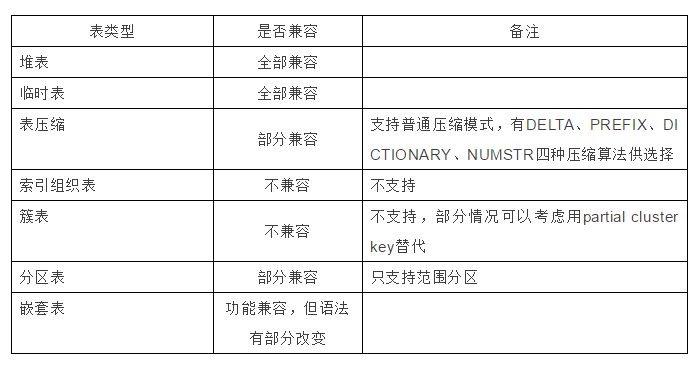 表类型 是否兼容 备注
堆表 全部兼容
临时表 全部兼容
表压缩 部分兼容 支持普通压缩模式，有DELTA、PREFIX、DI
CTIONARY、NUMSTR四种压缩算法供选择
索引组织表 不兼容 不支持
簇表 不兼容 不支持，部分情况可以考虑用partial cluster
key替代
分区表 部分兼容 只支持范围分区
嵌套表 功能兼容，但语法
有部分改变